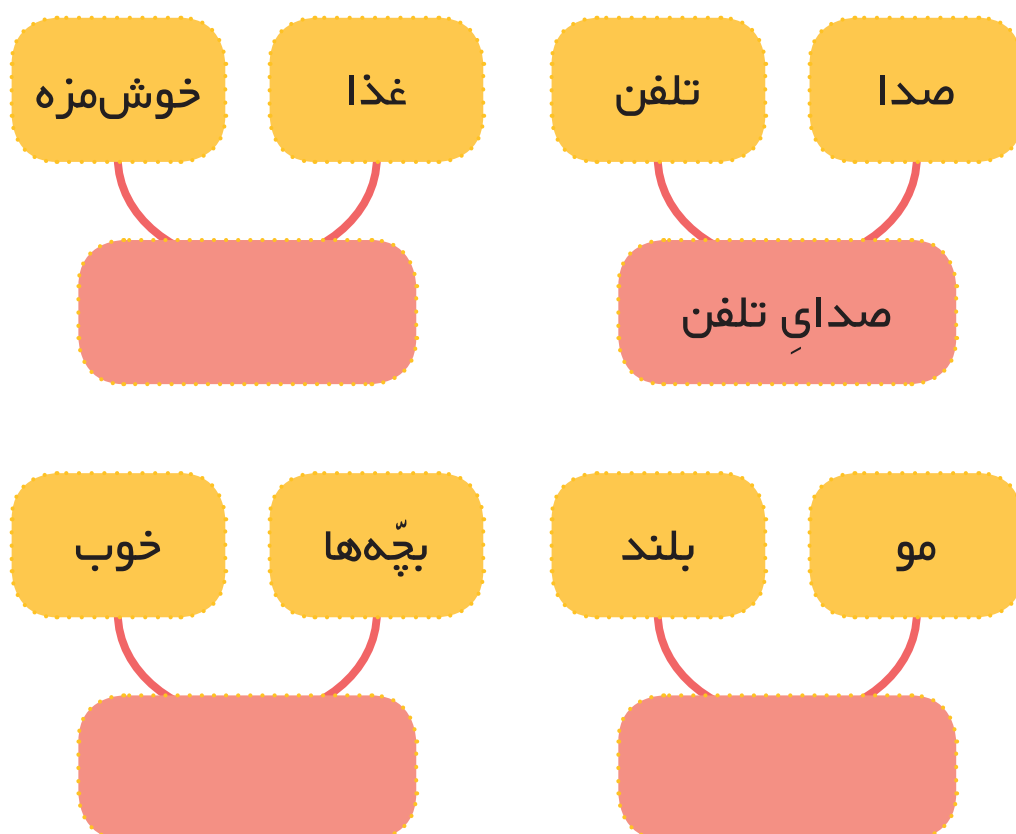 صدا
تلفن
صدایِ تلفن
غذا
خوش‌مزه
مو
بلند
بچّه‌ها
خوب